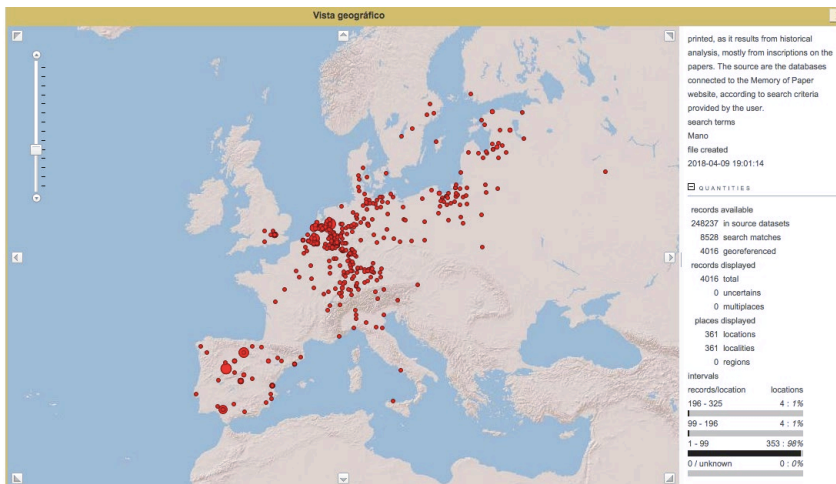 Vista geográfico
printed, as it results from historical
analysis, mostly from inscriptions on the
papers. The source are the databases
connected to the Memory of Paper
website, according to search criteria
provided by the user.
search terms
Mano
file created
2018-04-09 19:01:14
QUANTITIES
records available
248237 in source datasets
8528 search matches
4016 georeferenced
records displayed
4016 total
0 uncertains
0 multiplaces
places displayed
361 locations
361 localities
0 regions
intervals
records/location locations
196 - 325 4 : 1%
99 - 196 4 : 1%
1 - 99 353 : 98%
0 / unknown 0 : 0%